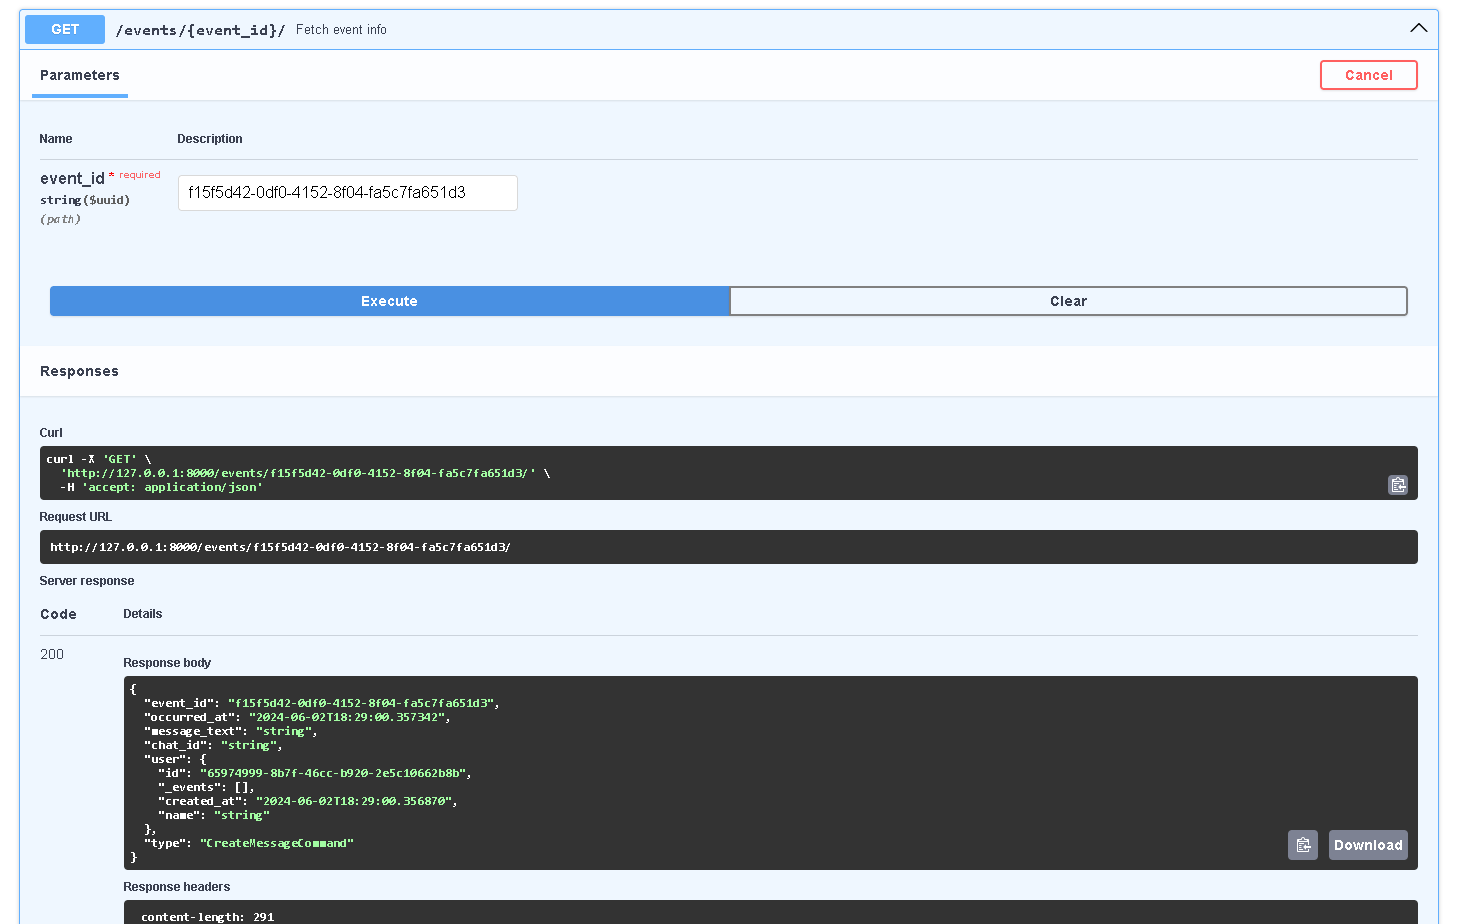 GET /events/{event_id}/ Fetch event info
Parameters
Cancel
Name Description
event_id * required
string($uuid)
(path)
f15f5d42-0df0-4152-8f04-fa5c7fa651d3
Execute Clear
Responses
Curl
curl -X 'GET' \
  'http://127.0.0.1:8000/events/f15f5d42-0df0-4152-8f04-fa5c7fa651d3/' \
  -H 'accept: application/json'
Request URL
http://127.0.0.1:8000/events/f15f5d42-0df0-4152-8f04-fa5c7fa651d3/
Server response
Code Details
200
Response body
{
  "event_id": "f15f5d42-0df0-4152-8f04-fa5c7fa651d3",
  "occurred_at": "2024-06-02T18:29:00.357342",
  "message_text": "string",
  "chat_id": "string",
  "user": {
    "id": "65974999-8b7f-46cc-b920-2e5c10662b8b",
    "_events": [],
    "created_at": "2024-06-02T18:29:00.356870",
    "name": "string"
  },
  "type": "CreateMessageCommand"
}
Download
Response headers
content-length: 291